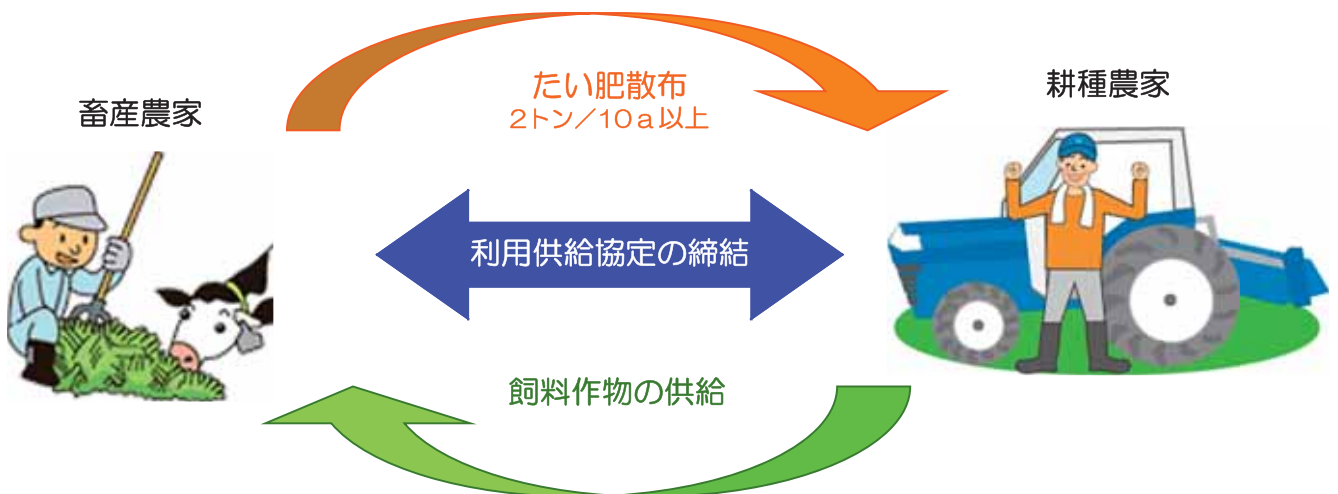 畜産農家
たい肥散布
2トン／10a以上
耕種農家
利用供給協定の締結
飼料作物の供給